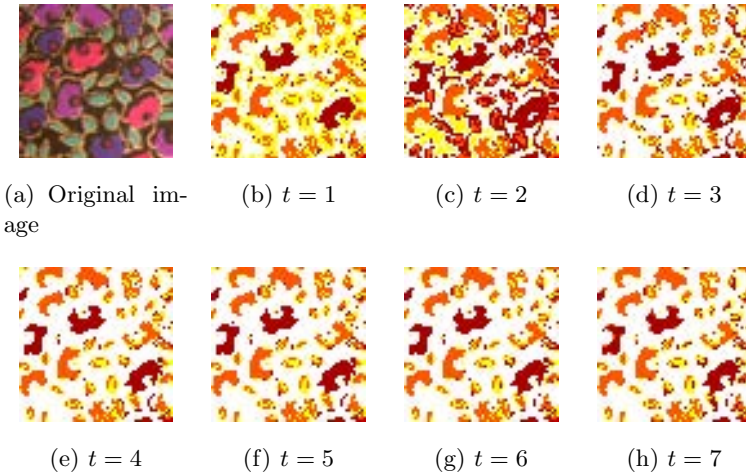 (a) Original im-
age
(b) t = 1
(c) t = 2
(d) t = 3
(e) t = 4
(f) t = 5
(g) t = 6
(h) t = 7